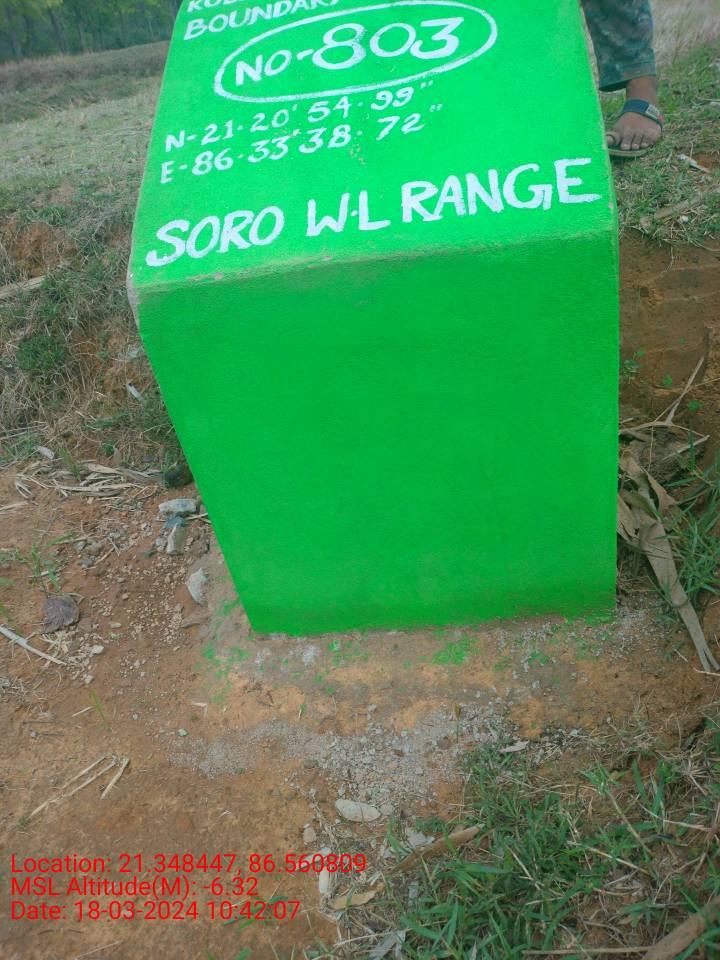 BOUNDARY
NO-803
N-21·20'54·99"
E-86·33'38·72"
SORO W·L RANGE
Location: 21.348447, 86.560809
MSL Altitude(M): -6.32
Date: 18-03-2024 10:42:07